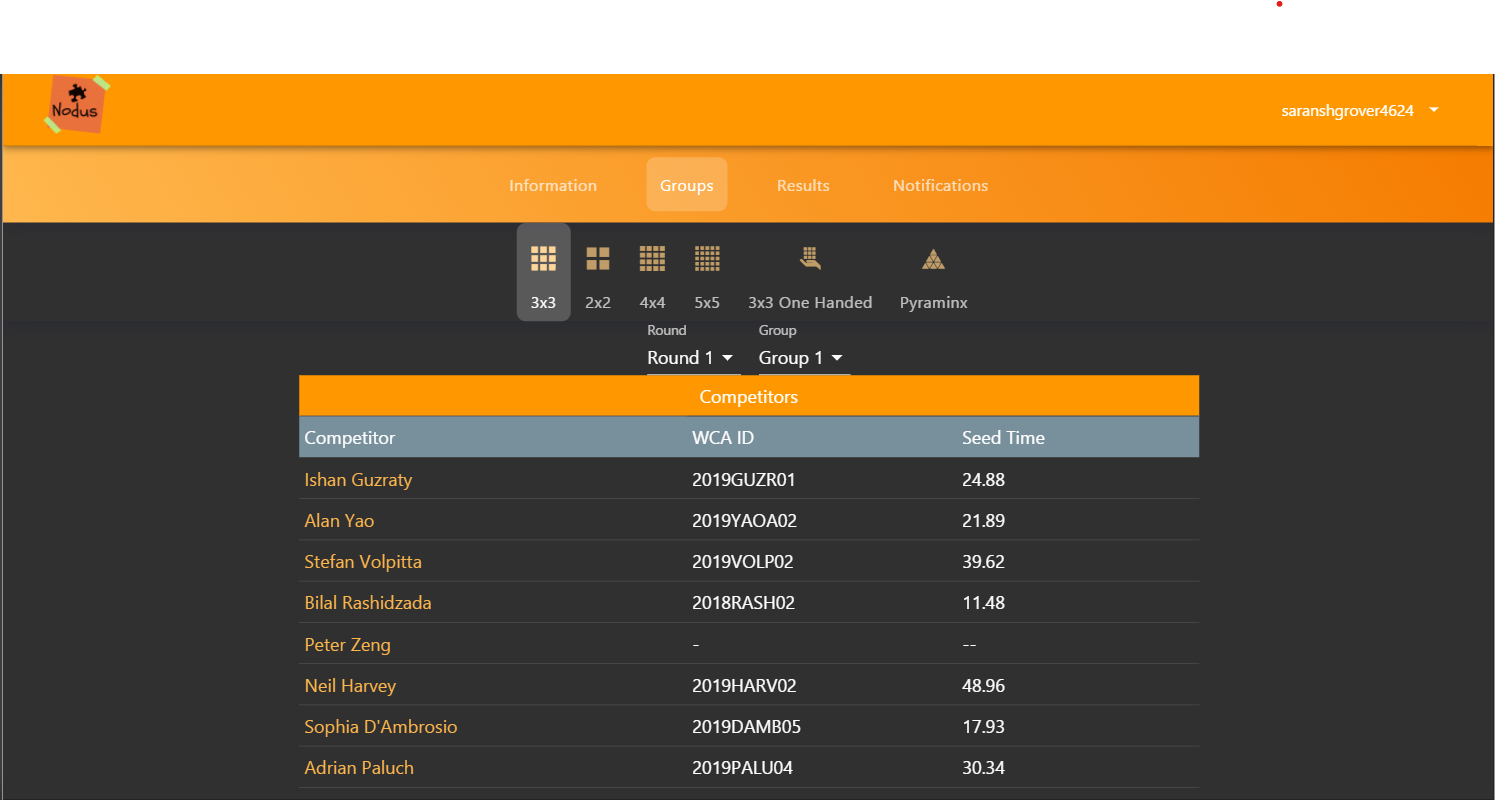 Nodus
saranshgrover4624
Information Groups Results Notifications
3x3 2x2 4x4 5x5 3x3 One Handed Pyraminx
Round Group
Round 1 Group 1
Competitors
Competitor WCA ID Seed Time
Ishan Guzraty 2019GUZR01 24.88
Alan Yao 2019YAOA02 21.89
Stefan Volpitta 2019VOLP02 39.62
Bilal Rashidzada 2018RASH02 11.48
Peter Zeng - --
Neil Harvey 2019HARV02 48.96
Sophia D'Ambrosio 2019DAMB05 17.93
Adrian Paluch 2019PALU04 30.34